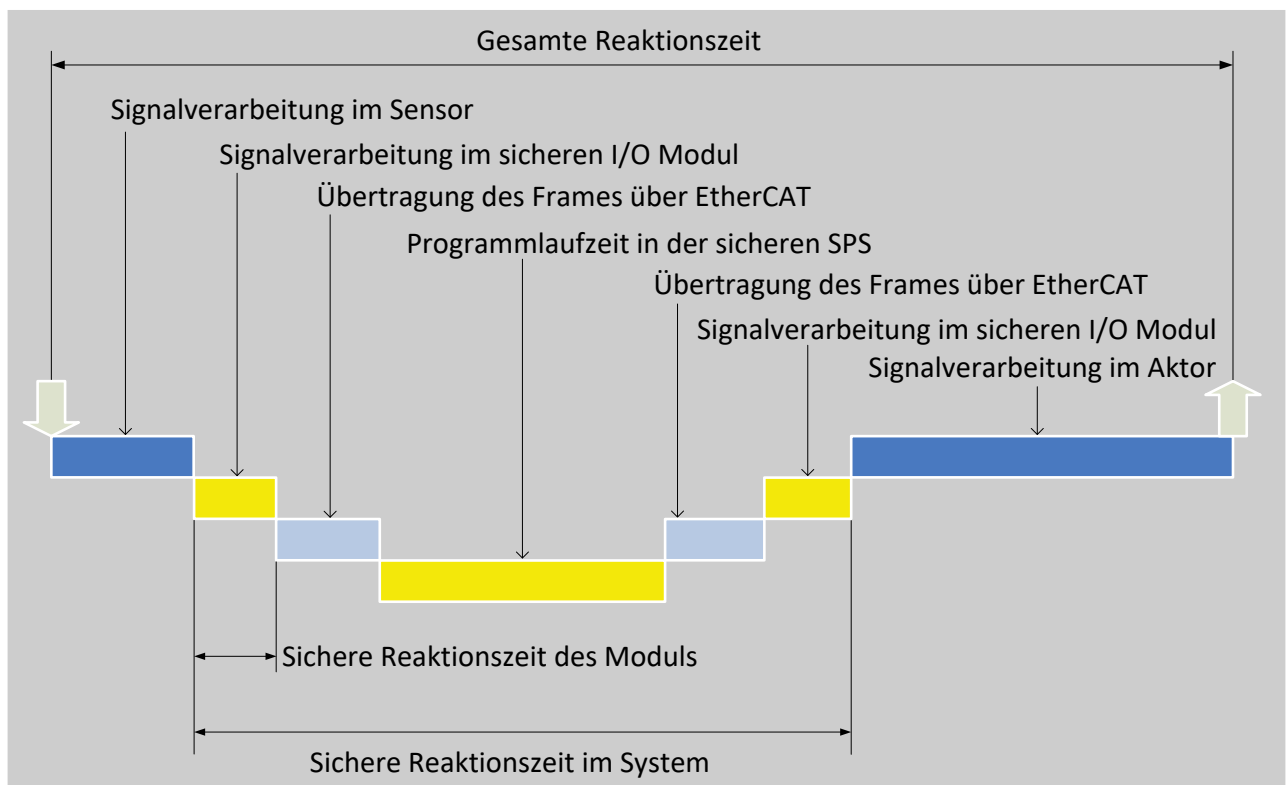 Gesamte Reaktionszeit
Signalverarbeitung im Sensor
Signalverarbeitung im sicheren I/O Modul
Übertragung des Frames über EtherCAT
Programmlaufzeit in der sicheren SPS
Übertragung des Frames über EtherCAT
Signalverarbeitung im sicheren I/O Modul
Signalverarbeitung im Aktor
Sichere Reaktionszeit des Moduls
Sichere Reaktionszeit im System